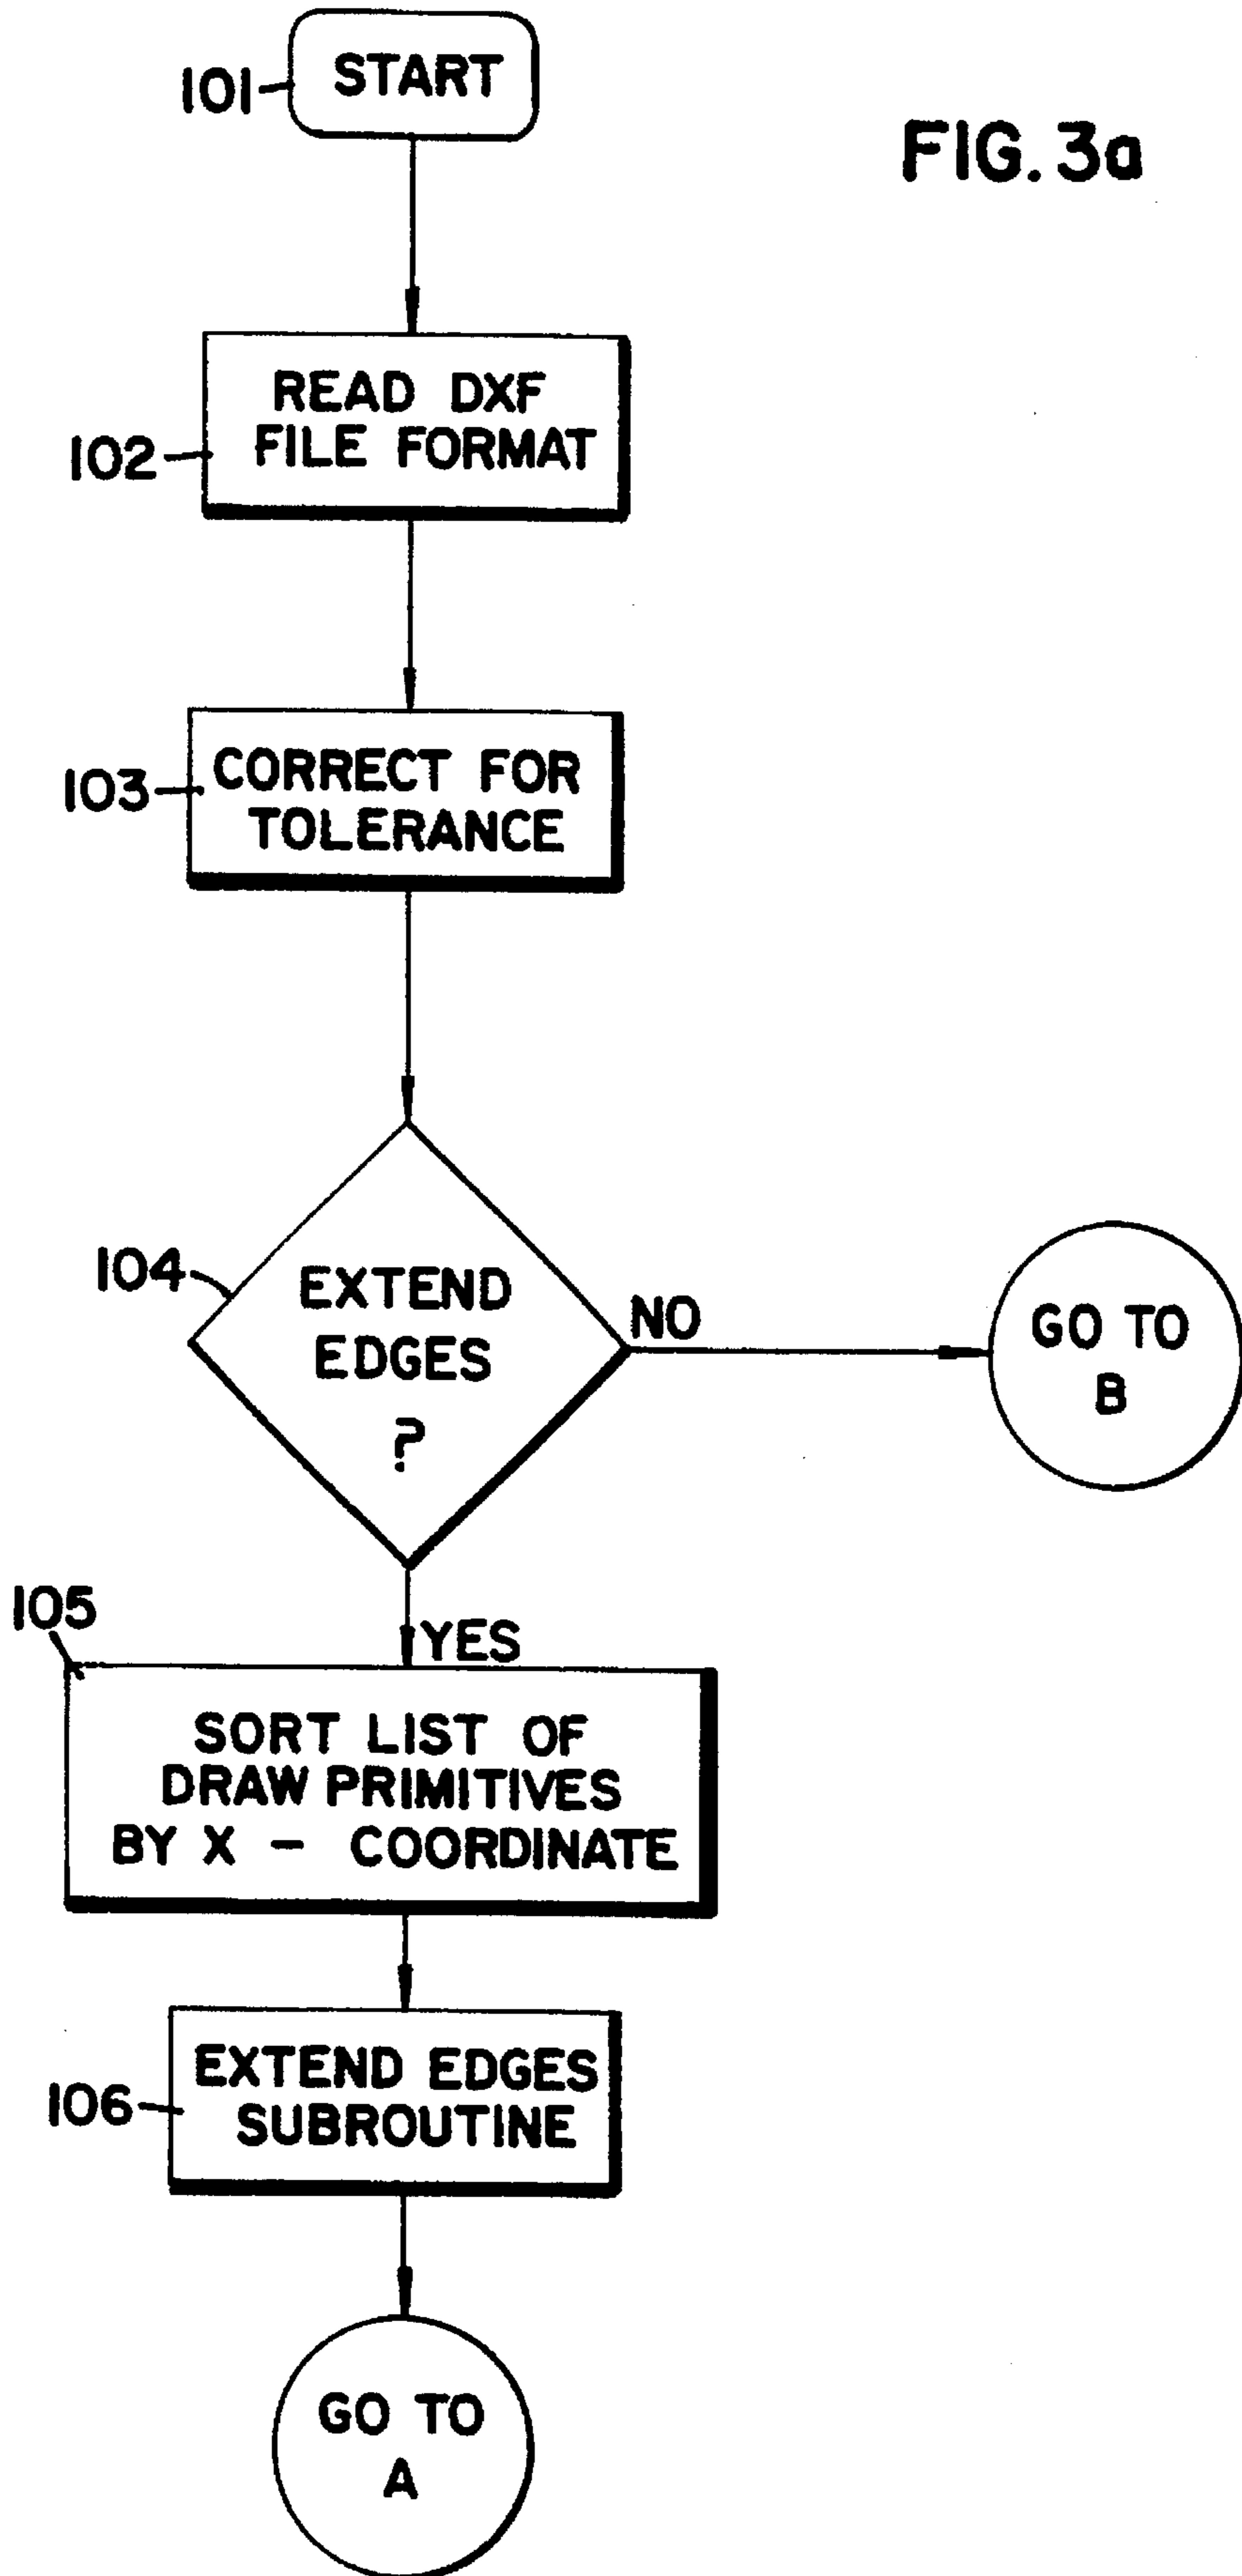 101
START
FIG. 3a
102
READ DXF
FILE FORMAT
103
CORRECT FOR
TOLERANCE
104
EXTEND
EDGES
?
NO
GO TO
B
YES
105
SORT LIST OF
DRAW PRIMITIVES
BY X - COORDINATE
106
EXTEND EDGES
SUBROUTINE
GO TO
A